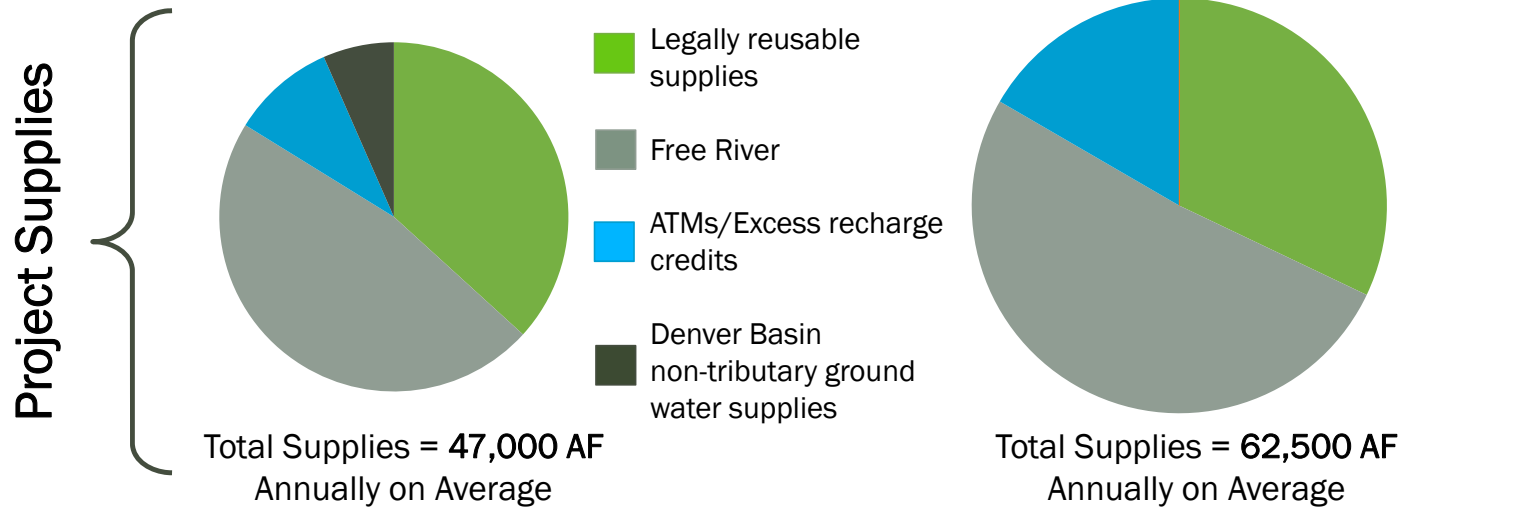 Project Supplies
Legally reusable
supplies
Free River
ATMs/Excess recharge
credits
Denver Basin
non-tributary ground
water supplies
Total Supplies = 47,000 AF
Annually on Average
Total Supplies = 62,500 AF
Annually on Average